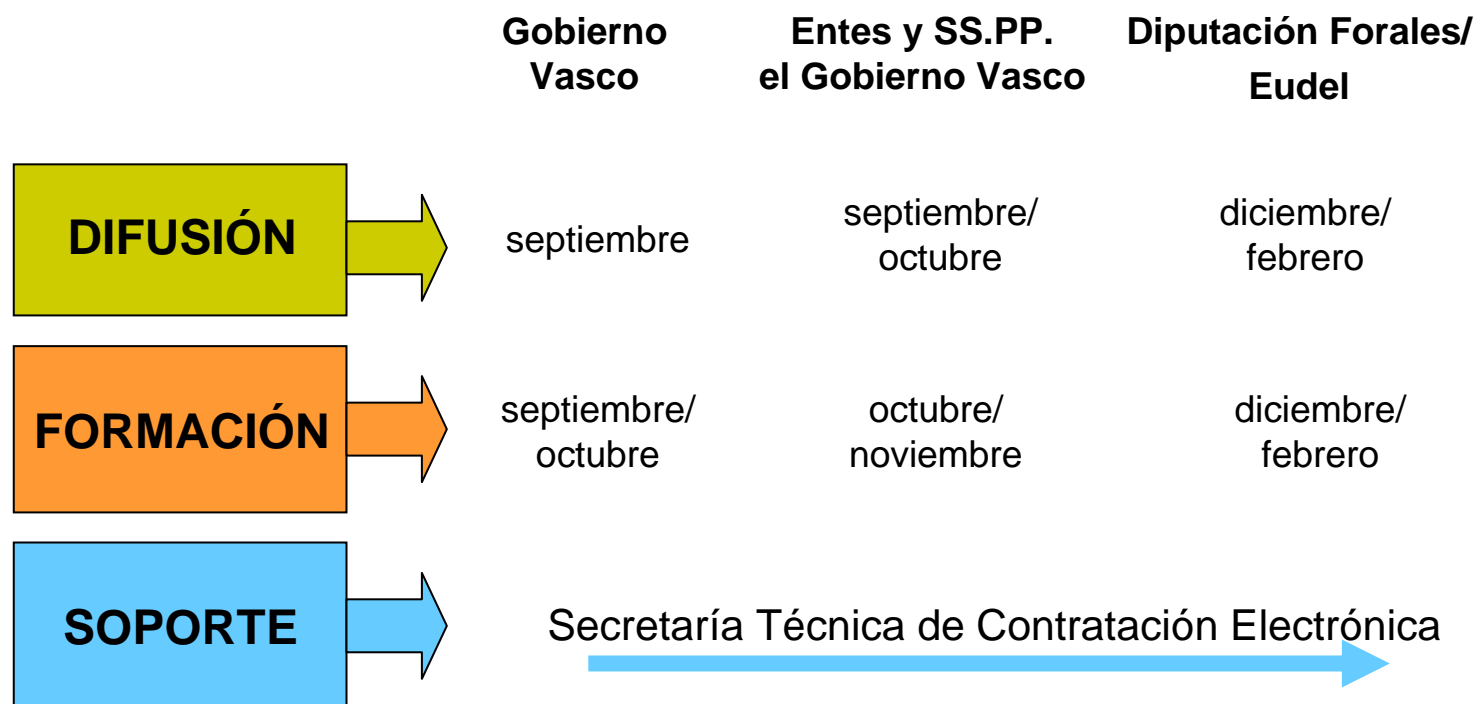 Gobierno
Vasco
Entes y SS.PP.
el Gobierno Vasco
Diputación Forales/
Eudel
DIFUSIÓN
septiembre
septiembre/
octubre
diciembre/
febrero
FORMACIÓN
septiembre/
octubre
octubre/
noviembre
diciembre/
febrero
SOPORTE
Secretaría Técnica de Contratación Electrónica